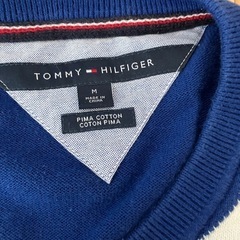 TOMMY HILFIGER
M
MADE IN
CHINA
PIMA COTTON
COTON PIMA